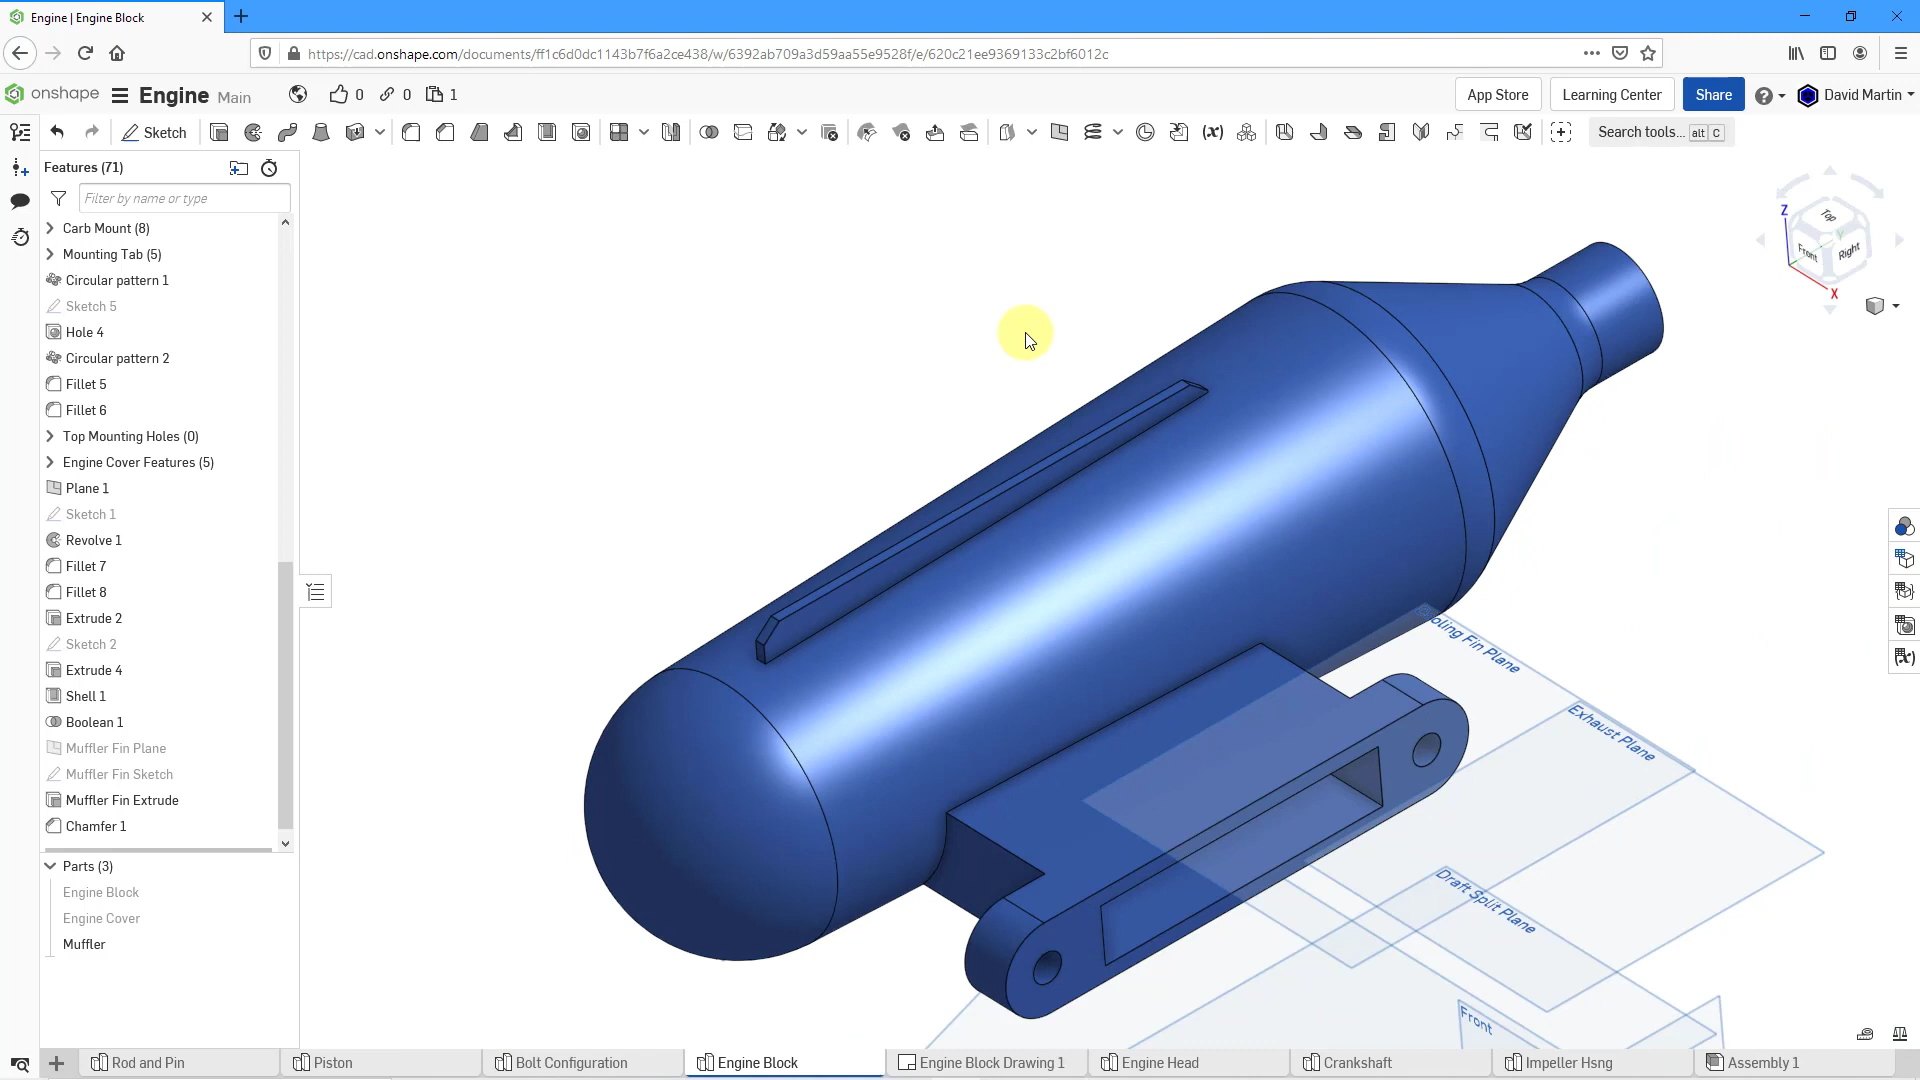 Engine | Engine Block
https://cad.onshape.com/documents/ff1c6d0dc1143b7f6a2ce438/w/6392ab709a3d59aa55e9528f/e/620c21ee9369133c2bf6012c
onshape Engine Main 0 0 1 App Store Learning Center Share David Martin
Sketch Search tools... alt C
Features (71)
Filter by name or type
Carb Mount (8)
Mounting Tab (5)
Circular pattern 1
Sketch 5
Hole 4
Circular pattern 2
Fillet 5
Fillet 6
Top Mounting Holes (0)
Engine Cover Features (5)
Plane 1
Sketch 1
Revolve 1
Fillet 7
Fillet 8
Extrude 2
Sketch 2
Extrude 4
Shell 1
Boolean 1
Muffler Fin Plane
Muffler Fin Sketch
Muffler Fin Extrude
Chamfer 1
Parts (3)
Engine Block
Engine Cover
Muffler
Z
Top
Front
Right
Y
X
Cooling Fin Plane
Exhaust Plane
Draft Split Plane
Front
Rod and Pin
Piston
Bolt Configuration
Engine Block
Engine Block Drawing 1
Engine Head
Crankshaft
Impeller Hsng
Assembly 1